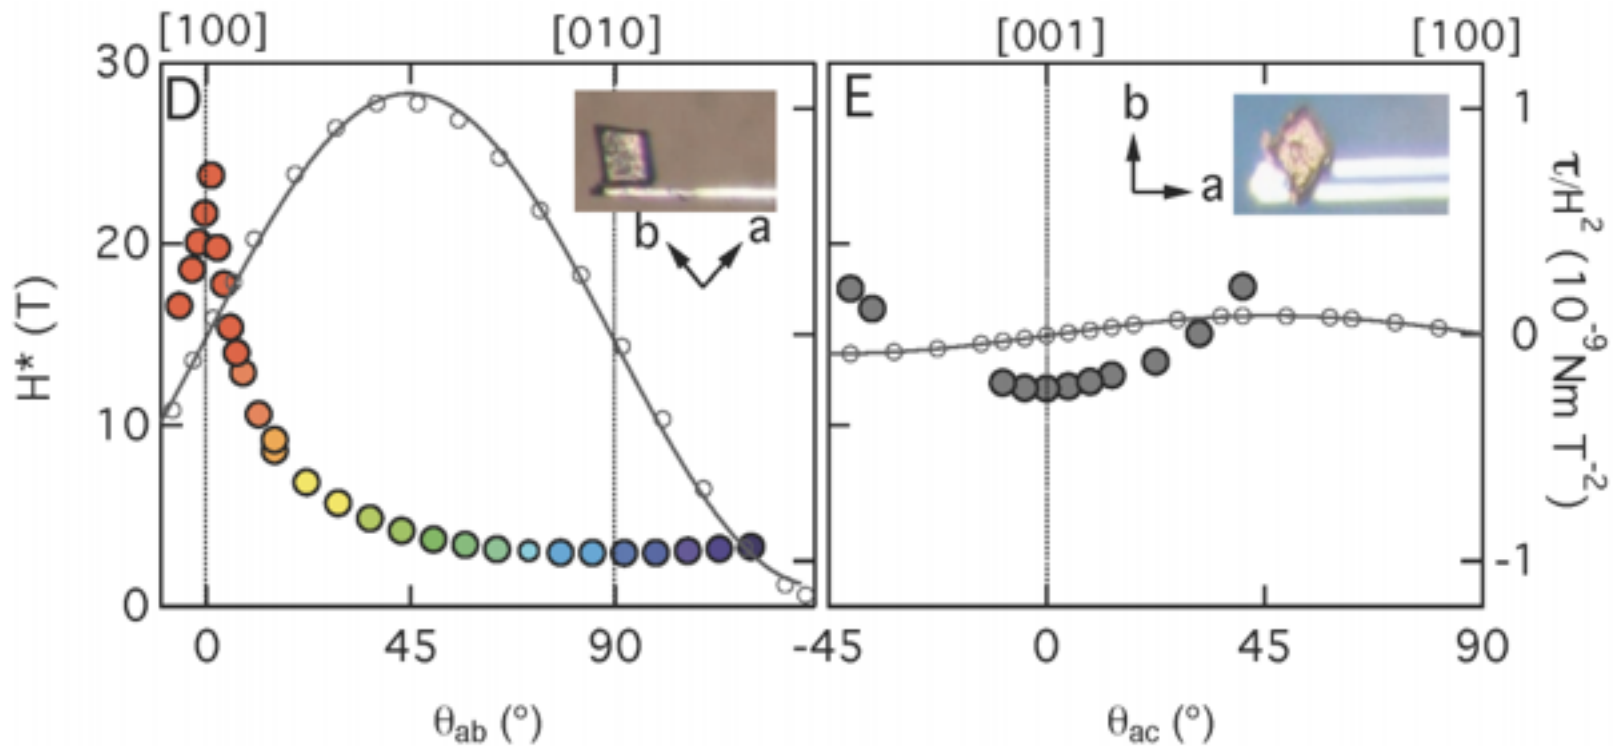 [100] [010] [001] [100]
30 D E 1
b a b a
20
H* (T) 0 τ/H² (10⁻⁹ Nm T⁻²)
10
-1
0
0 45 90 -45 0 45 90
θab (°) θac (°)